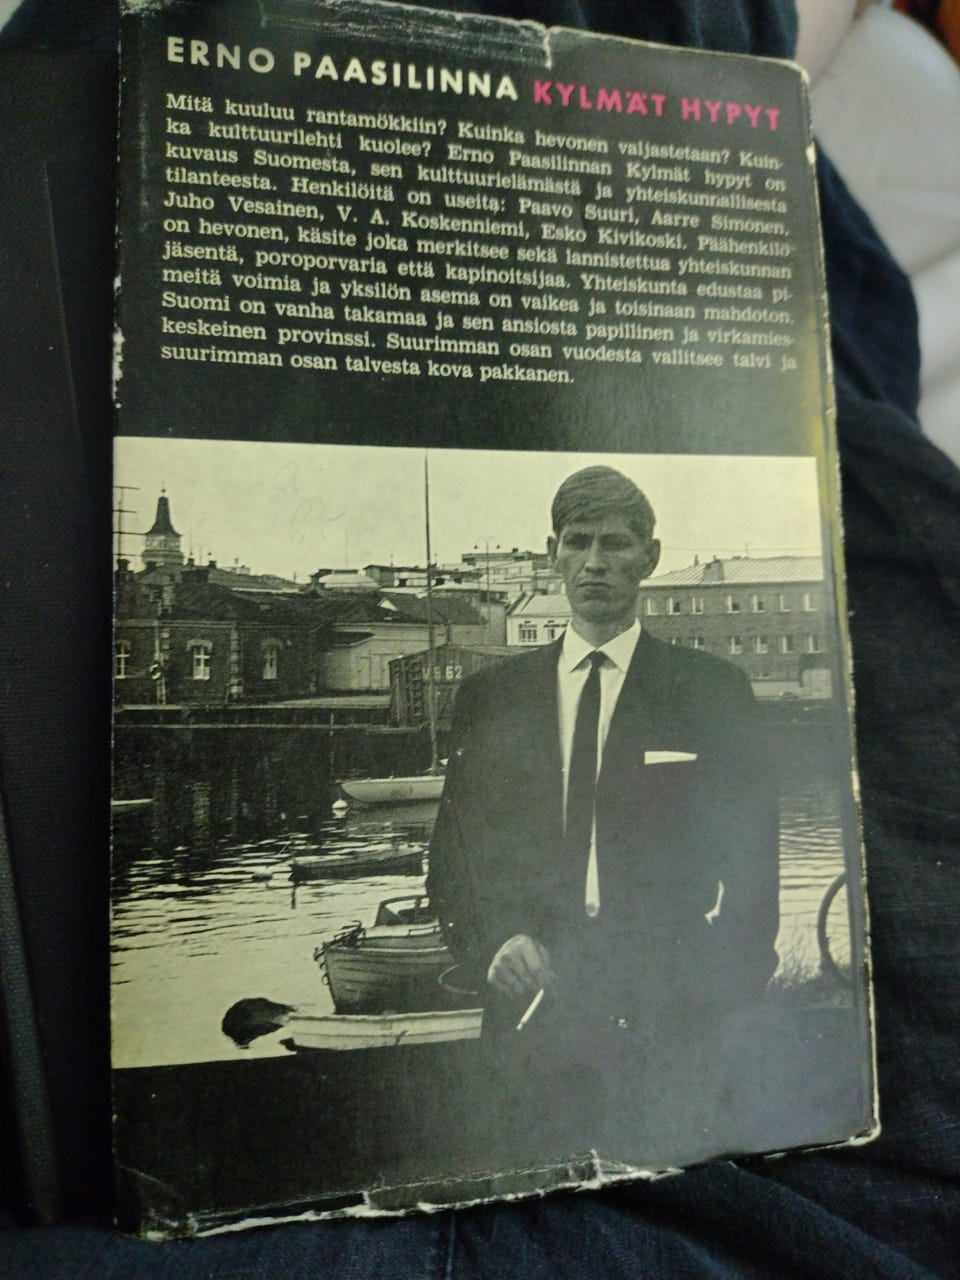 ERNO PAASILINNA KYLMÄT HYPYT
Mitä kuuluu rantamökkiin? Kuinka hevonen valjastetaan? Kuin-
ka kulttuurilehti kuolee? Erno Paasilinnan Kylmät hypyt on
kuvaus Suomesta, sen kulttuurielämästä ja yhteiskunnallisesta
tilanteesta. Henkilöitä on useita: Paavo Suuri, Aarre Simonen,
Juho Vesainen, V. A. Koskenniemi, Esko Kivikoski. Päähenkilö
on hevonen, käsite joka merkitsee sekä lannistettua yhteiskunnan
jäsentä, poroporvaria että kapinoitsijaa. Yhteiskunta edustaa pi-
meitä voimia ja yksilön asema on vaikea ja toisinaan mahdoton.
Suomi on vanha takamaa ja sen ansiosta papillinen ja virkamies-
keskeinen provinssi. Suurimman osan vuodesta vallitsee talvi ja
suurimman osan talvesta kova pakkanen.